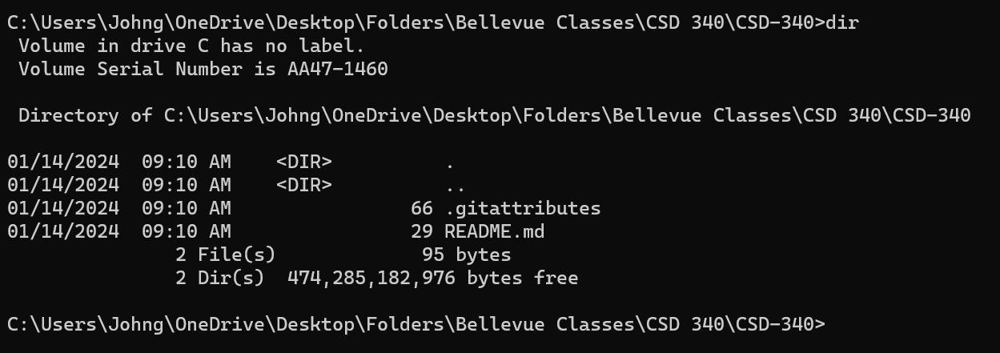 C:\Users\Johng\OneDrive\Desktop\Folders\Bellevue Classes\CSD 340\CSD-340>dir
 Volume in drive C has no label.
 Volume Serial Number is AA47-1460

 Directory of C:\Users\Johng\OneDrive\Desktop\Folders\Bellevue Classes\CSD 340\CSD-340

01/14/2024  09:10 AM    <DIR>          .
01/14/2024  09:10 AM    <DIR>          ..
01/14/2024  09:10 AM                66 .gitattributes
01/14/2024  09:10 AM                29 README.md
               2 File(s)             95 bytes
               2 Dir(s)  474,285,182,976 bytes free

C:\Users\Johng\OneDrive\Desktop\Folders\Bellevue Classes\CSD 340\CSD-340>